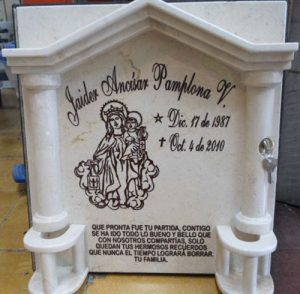 Jaider Ancísar Pamplona V.
★ Dic. 17 de 1987
✝ Oct. 4 de 2010
QUE PRONTA FUE TU PARTIDA, CONTIGO
SE HA IDO TODO LO BUENO Y BELLO QUE
CON NOSOTROS COMPARTÍAS, SOLO
QUEDAN TUS HERMOSOS RECUERDOS
QUE NUNCA EL TIEMPO LOGRARÁ BORRAR.
TU FAMILIA.